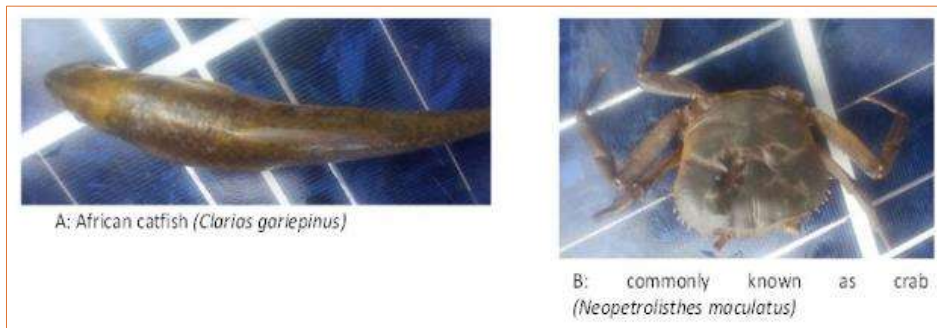 A: African catfish (Clarias gariepinus)
B: commonly known as crab
(Neopetrolisthes maculatus)